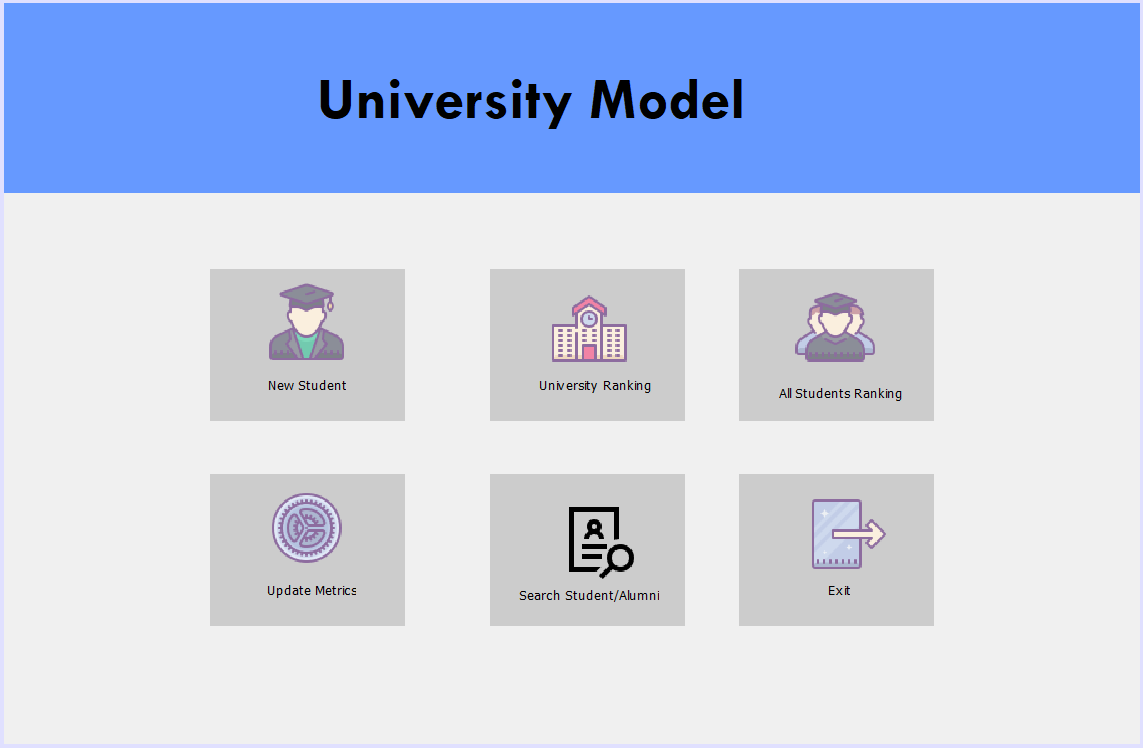 University Model
New Student
University Ranking
All Students Ranking
Update Metrics
Search Student/Alumni
Exit